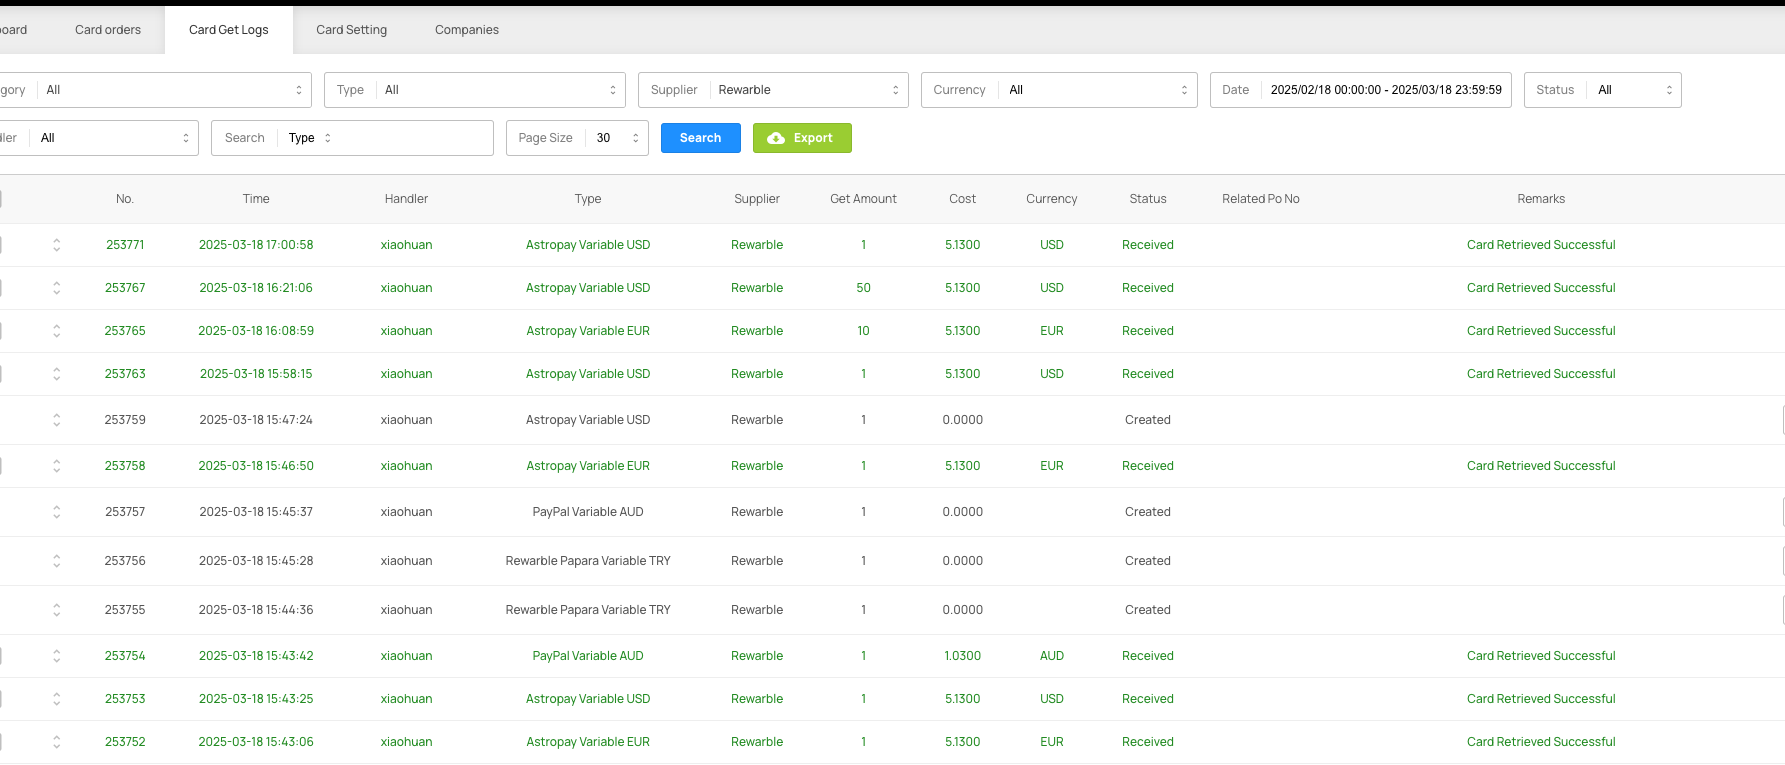 oard Card orders Card Get Logs Card Setting Companies
gory All Type All Supplier Rewarble Currency All Date 2025/02/18 00:00:00 - 2025/03/18 23:59:59 Status All
ller All Search Type Page Size 30 Search Export
No. Time Handler Type Supplier Get Amount Cost Currency Status Related Po No Remarks
253771 2025-03-18 17:00:58 xiaohuan Astropay Variable USD Rewarble 1 5.1300 USD Received Card Retrieved Successful
253767 2025-03-18 16:21:06 xiaohuan Astropay Variable USD Rewarble 50 5.1300 USD Received Card Retrieved Successful
253765 2025-03-18 16:08:59 xiaohuan Astropay Variable EUR Rewarble 10 5.1300 EUR Received Card Retrieved Successful
253763 2025-03-18 15:58:15 xiaohuan Astropay Variable USD Rewarble 1 5.1300 USD Received Card Retrieved Successful
253759 2025-03-18 15:47:24 xiaohuan Astropay Variable USD Rewarble 1 0.0000 Created
253758 2025-03-18 15:46:50 xiaohuan Astropay Variable EUR Rewarble 1 5.1300 EUR Received Card Retrieved Successful
253757 2025-03-18 15:45:37 xiaohuan PayPal Variable AUD Rewarble 1 0.0000 Created
253756 2025-03-18 15:45:28 xiaohuan Rewarble Papara Variable TRY Rewarble 1 0.0000 Created
253755 2025-03-18 15:44:36 xiaohuan Rewarble Papara Variable TRY Rewarble 1 0.0000 Created
253754 2025-03-18 15:43:42 xiaohuan PayPal Variable AUD Rewarble 1 1.0300 AUD Received Card Retrieved Successful
253753 2025-03-18 15:43:25 xiaohuan Astropay Variable USD Rewarble 1 5.1300 USD Received Card Retrieved Successful
253752 2025-03-18 15:43:06 xiaohuan Astropay Variable EUR Rewarble 1 5.1300 EUR Received Card Retrieved Successful